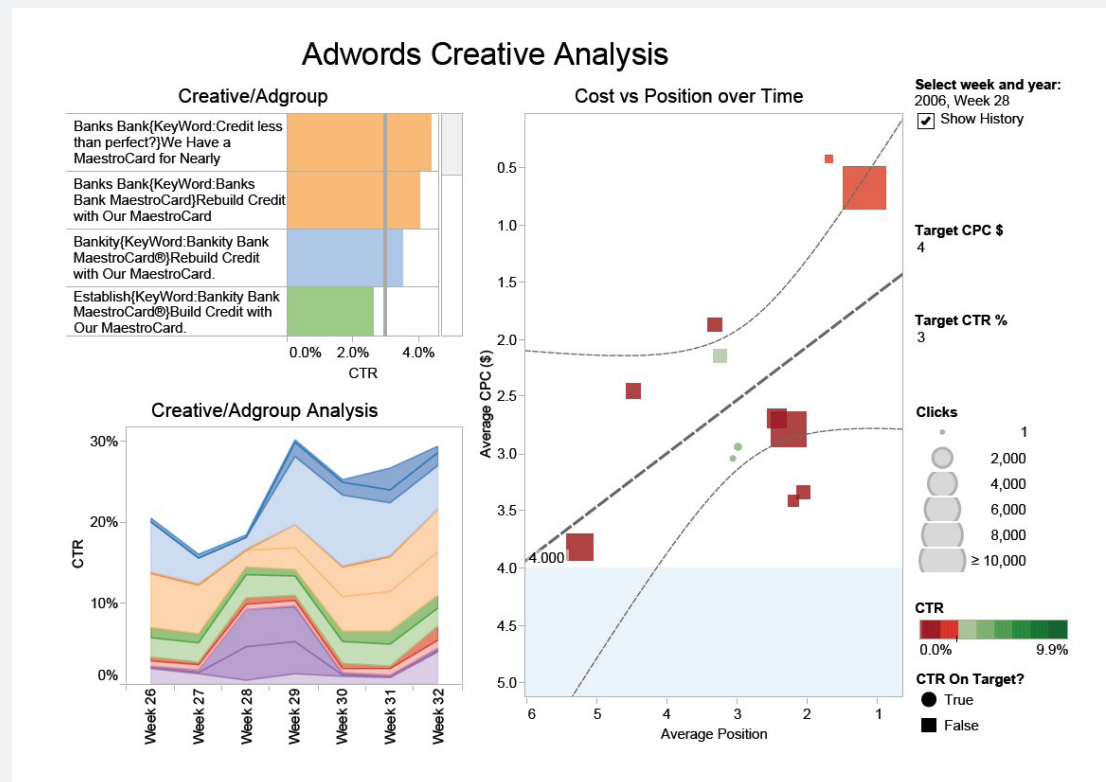 Adwords Creative Analysis
Creative/Adgroup
Banks Bank{KeyWord:Credit less
than perfect?}We Have a
MaestroCard for Nearly
Banks Bank{KeyWord:Banks
Bank MaestroCard}Rebuild Credit
with Our MaestroCard
Bankity{KeyWord:Bankity Bank
MaestroCard®}Rebuild Credit
with Our MaestroCard.
Establish{KeyWord:Bankity Bank
MaestroCard®}Build Credit with
Our MaestroCard.
0.0% 2.0% 4.0%
CTR
Creative/Adgroup Analysis
30%
20%
10%
0%
CTR
Week 26
Week 27
Week 28
Week 29
Week 30
Week 31
Week 32
Cost vs Position over Time
0.5
1.0
1.5
2.0
2.5
3.0
3.5
4.0
4.5
5.0
Average CPC ($)
4.000
6 5 4 3 2 1
Average Position
Select week and year:
2006, Week 28
Show History
Target CPC $
4
Target CTR %
3
Clicks
1
2,000
4,000
6,000
8,000
≥ 10,000
CTR
0.0% 9.9%
CTR On Target?
True
False